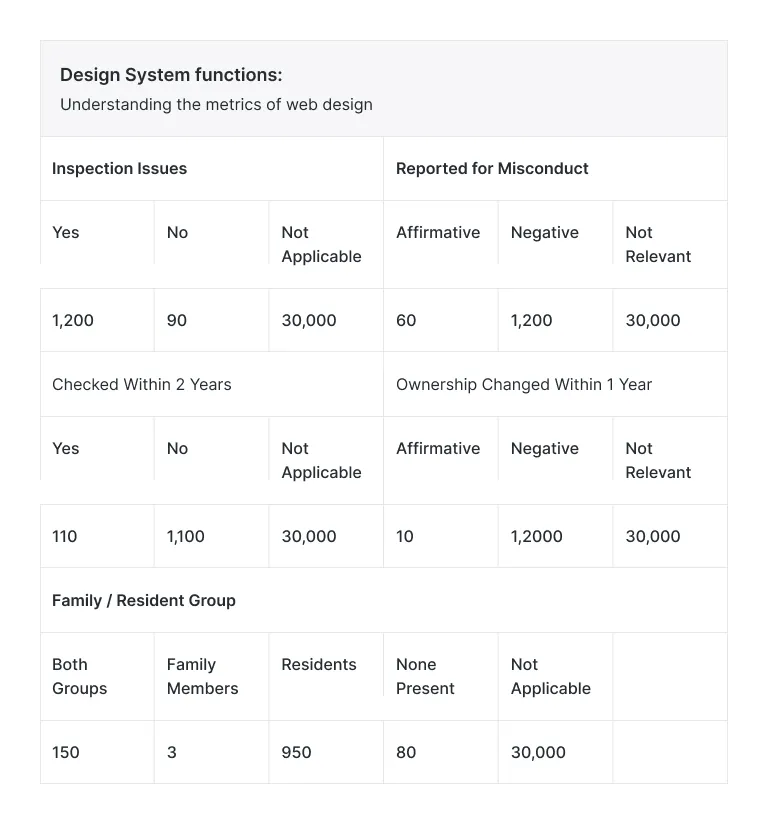 Design System functions:
Understanding the metrics of web design
Inspection Issues Reported for Misconduct
Yes No Not Applicable Affirmative Negative Not Relevant
1,200 90 30,000 60 1,200 30,000
Checked Within 2 Years Ownership Changed Within 1 Year
Yes No Not Applicable Affirmative Negative Not Relevant
110 1,100 30,000 10 1,2000 30,000
Family / Resident Group
Both Groups Family Members Residents None Present Not Applicable
150 3 950 80 30,000